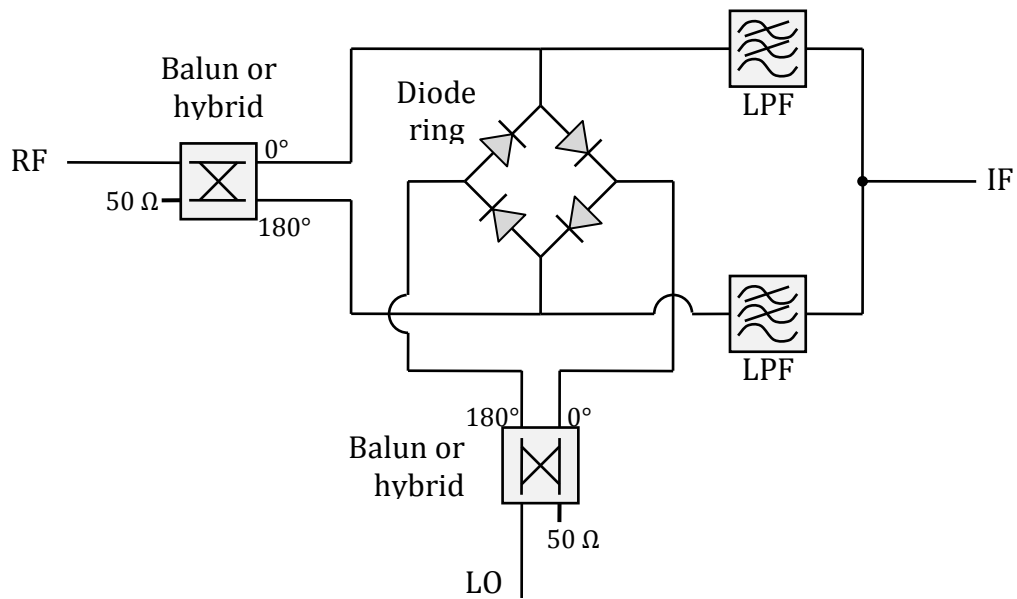 Balun or
hybrid
Diode
ring
LPF
RF
0°
50 Ω
180°
IF
LPF
180°
0°
Balun or
hybrid
50 Ω
LO